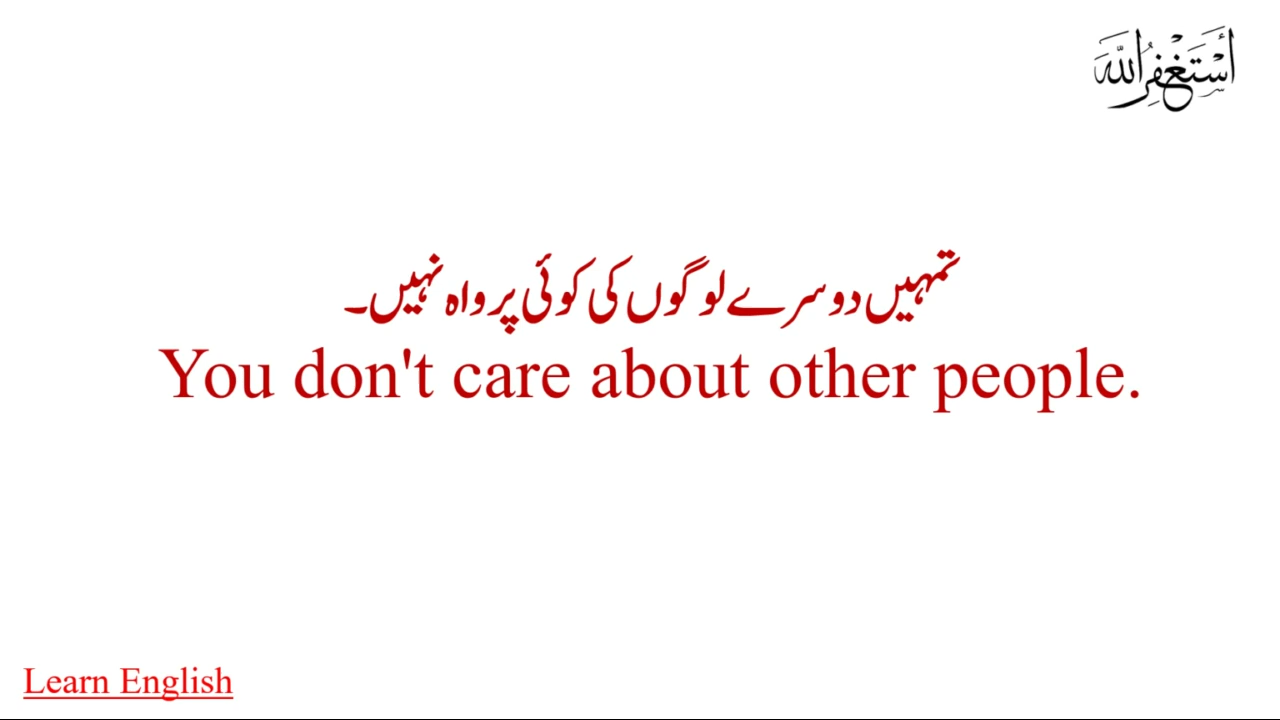 أَسْتَغْفِرُ اللّٰه
تمہیں دوسرے لوگوں کی کوئی پرواہ نہیں۔
You don't care about other people.
Learn English